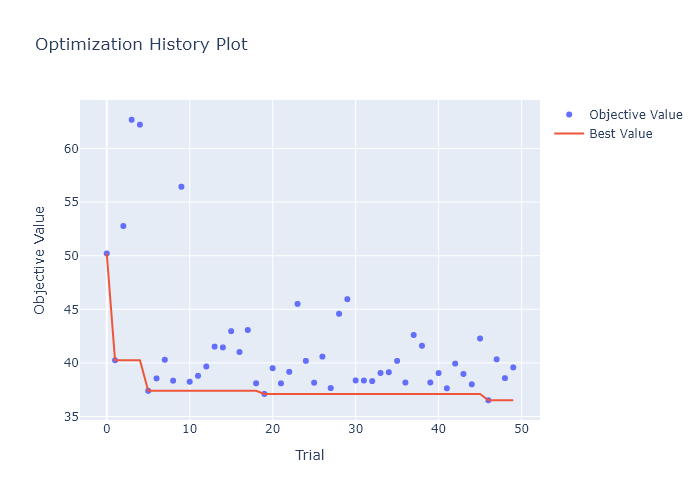 Optimization History Plot
Objective Value
Best Value
60
55
50
45
40
35
Objective Value
0
10
20
30
40
50
Trial